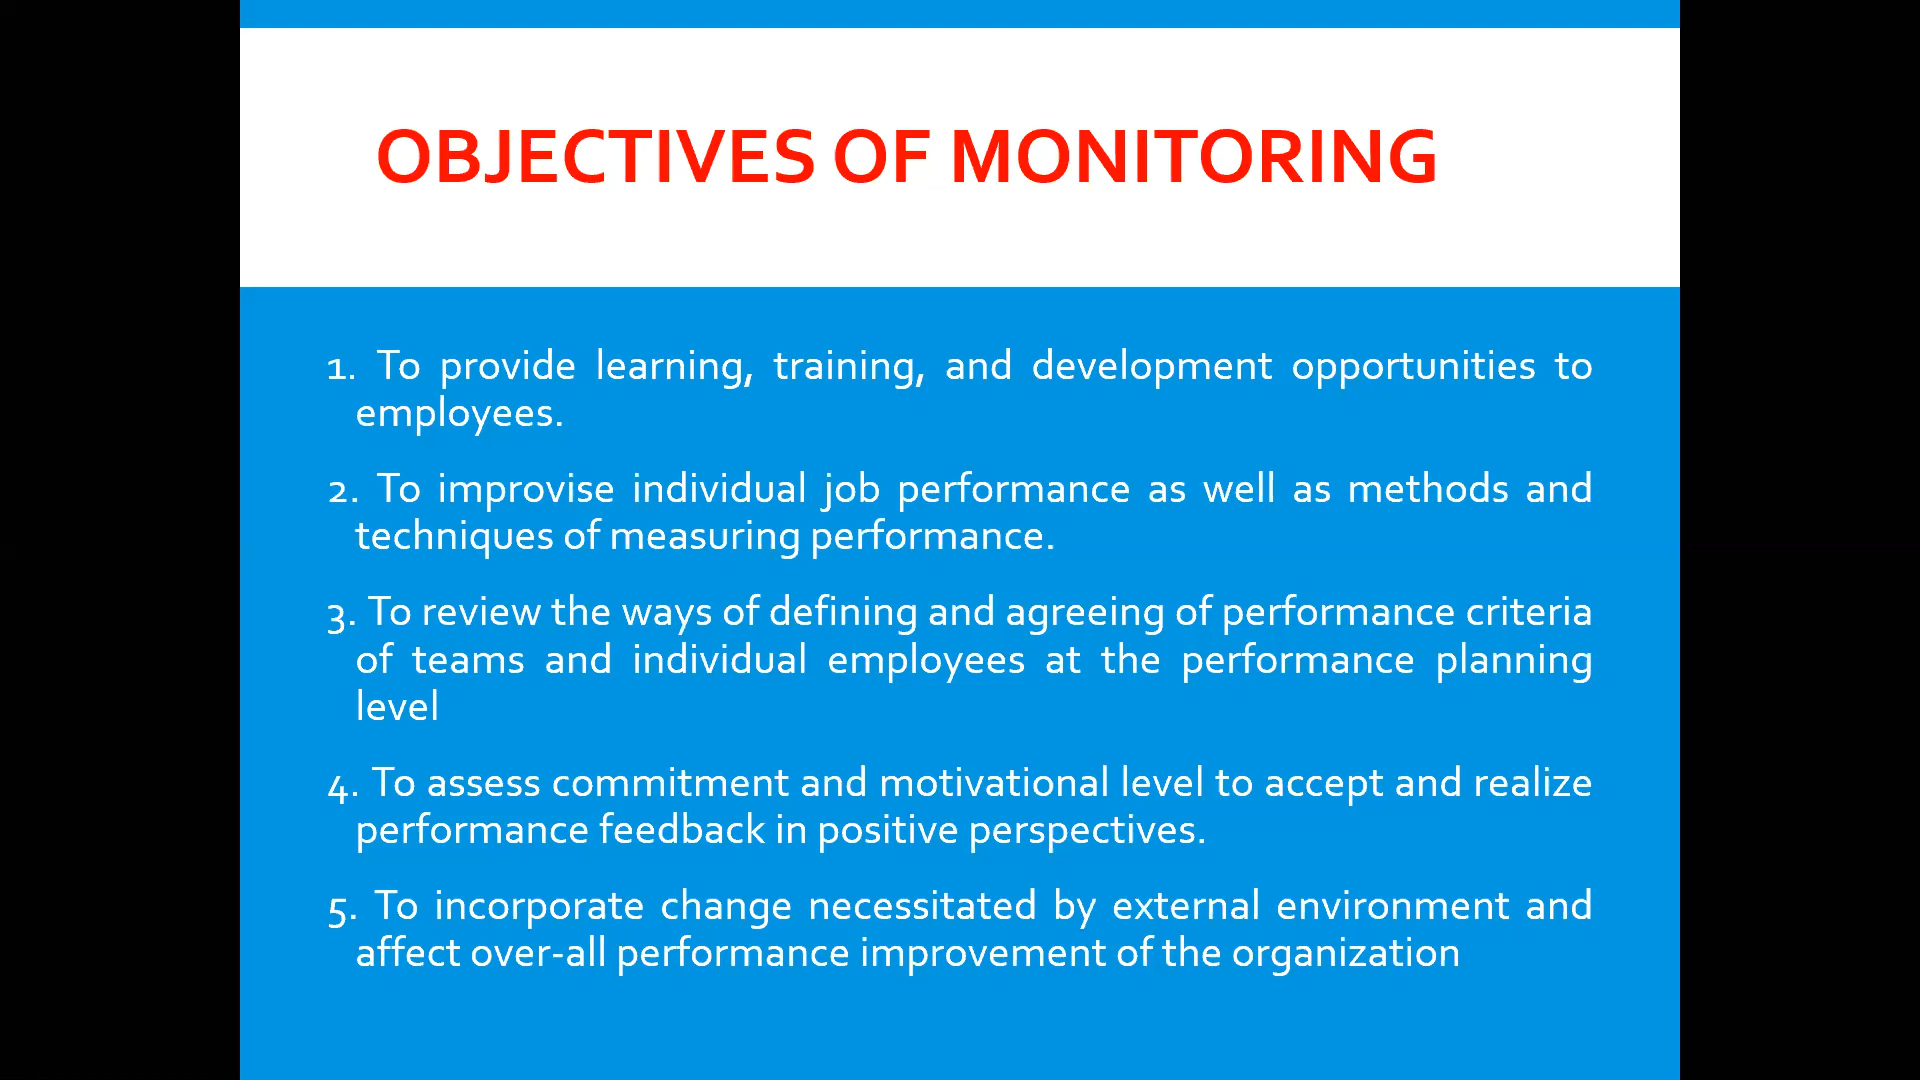 OBJECTIVES OF MONITORING
1. To provide learning, training, and development opportunities to
employees.
2. To improvise individual job performance as well as methods and
techniques of measuring performance.
3. To review the ways of defining and agreeing of performance criteria
of teams and individual employees at the performance planning
level
4. To assess commitment and motivational level to accept and realize
performance feedback in positive perspectives.
5. To incorporate change necessitated by external environment and
affect over-all performance improvement of the organization